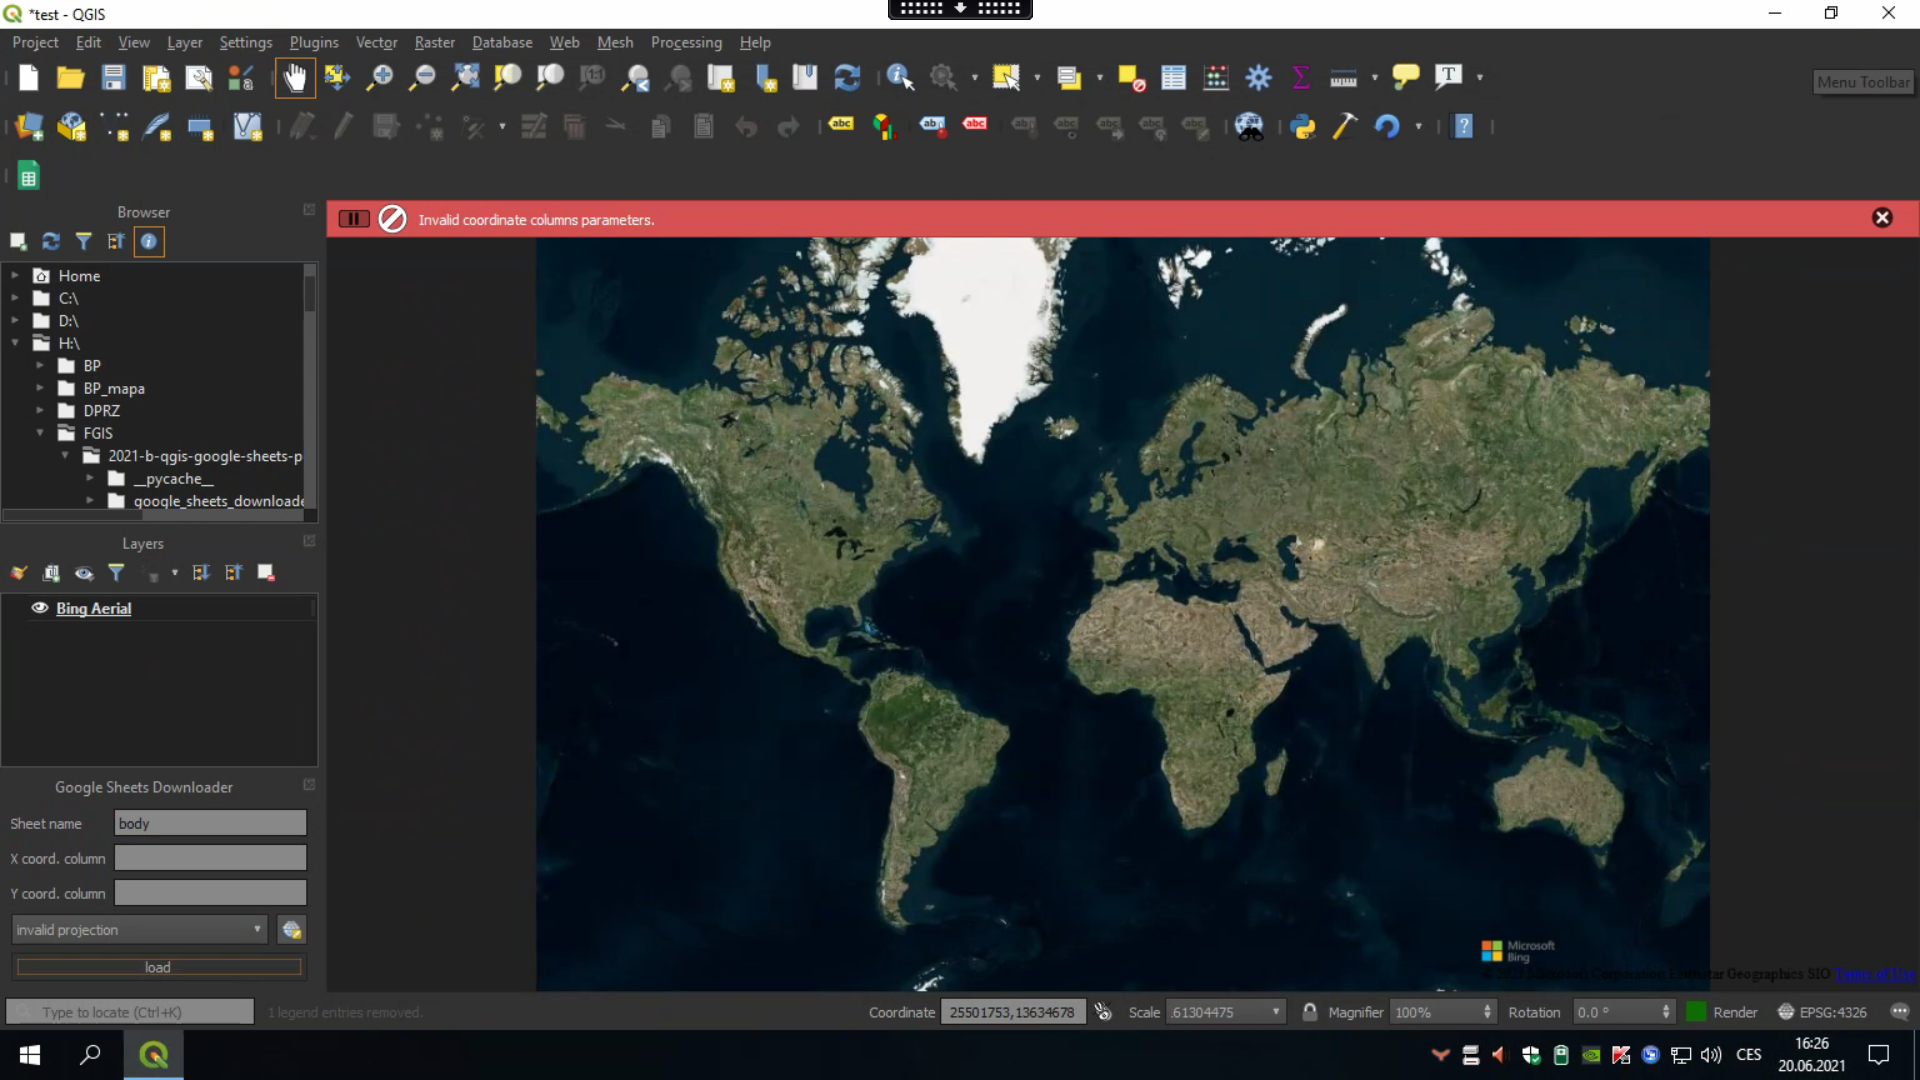 *test - QGIS
Project Edit View Layer Settings Plugins Vector Raster Database Web Mesh Processing Help
Menu Toolbar
Browser
Invalid coordinate columns parameters.
Home
C:\
D:\
H:\
BP
BP_mapa
DPRZ
FGIS
2021-b-qgis-google-sheets-p
__pycache__
google_sheets_downloade
Layers
Bing Aerial
Google Sheets Downloader
Sheet name body
X coord. column
Y coord. column
invalid projection
load
Microsoft
Bing
Geographics SIO Terms of Use
Type to locate (Ctrl+K) 1 legend entries removed. Coordinate 25501753,13634678 Scale .61304475 Magnifier 100% Rotation 0.0 ° Render EPSG:4326
CES
16:26
20.06.2021